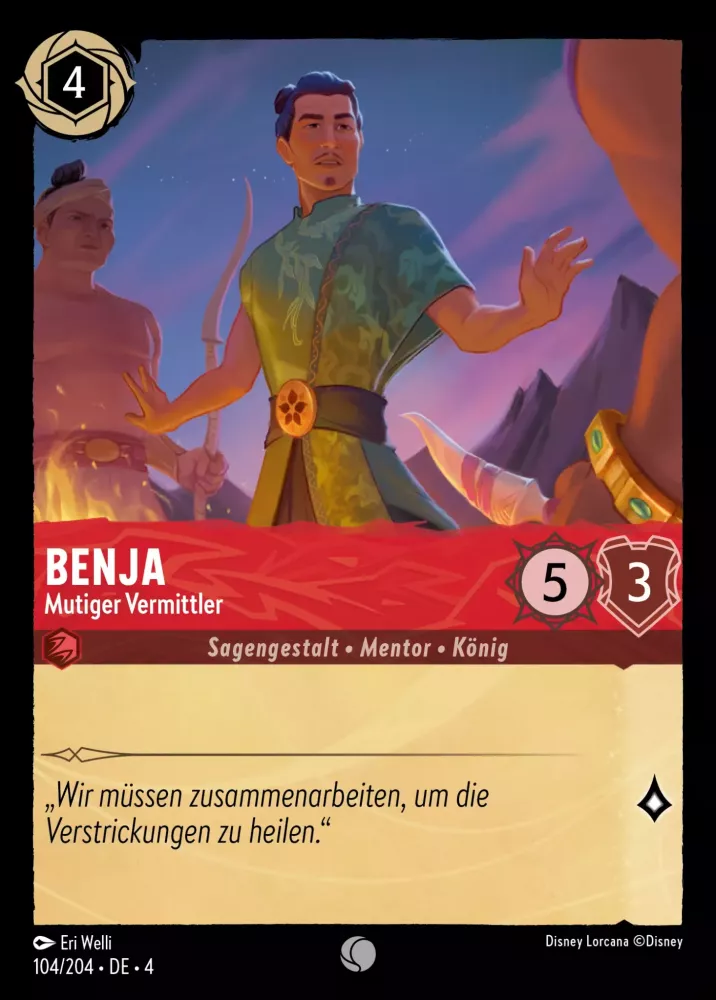 4
BENJA
Mutiger Vermittler
5
3
Sagengestalt • Mentor • König
„Wir müssen zusammenarbeiten, um die
Verstrickungen zu heilen.“
Eri Welli
Disney Lorcana ©Disney
104/204 • DE • 4